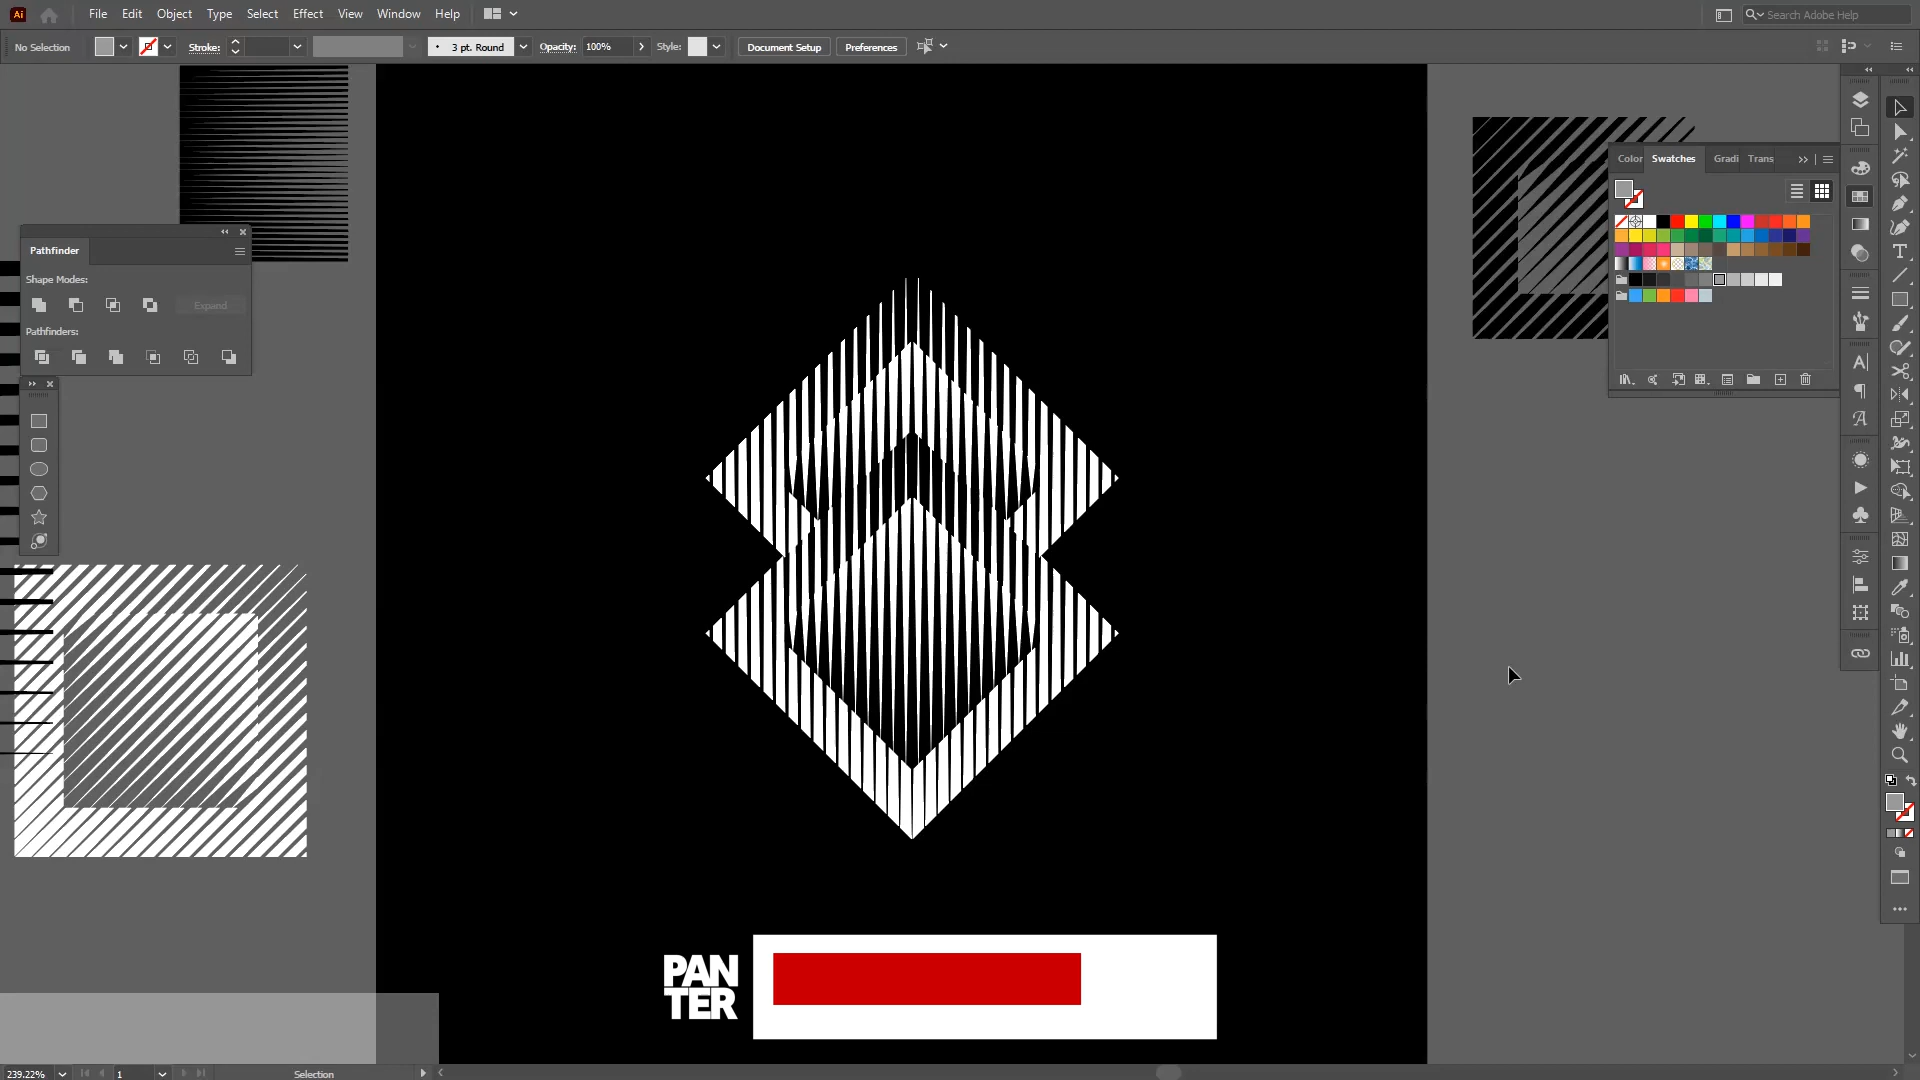 Ai
File Edit Object Type Select Effect View Window Help
Search Adobe Help
No Selection
Stroke:
3 pt. Round
Opacity: 100%
Style:
Document Setup
Preferences
Color Swatches Gradi Trans
Pathfinder
Shape Modes:
Expand
Pathfinders:
PAN
TER
239.22%
1
Selection